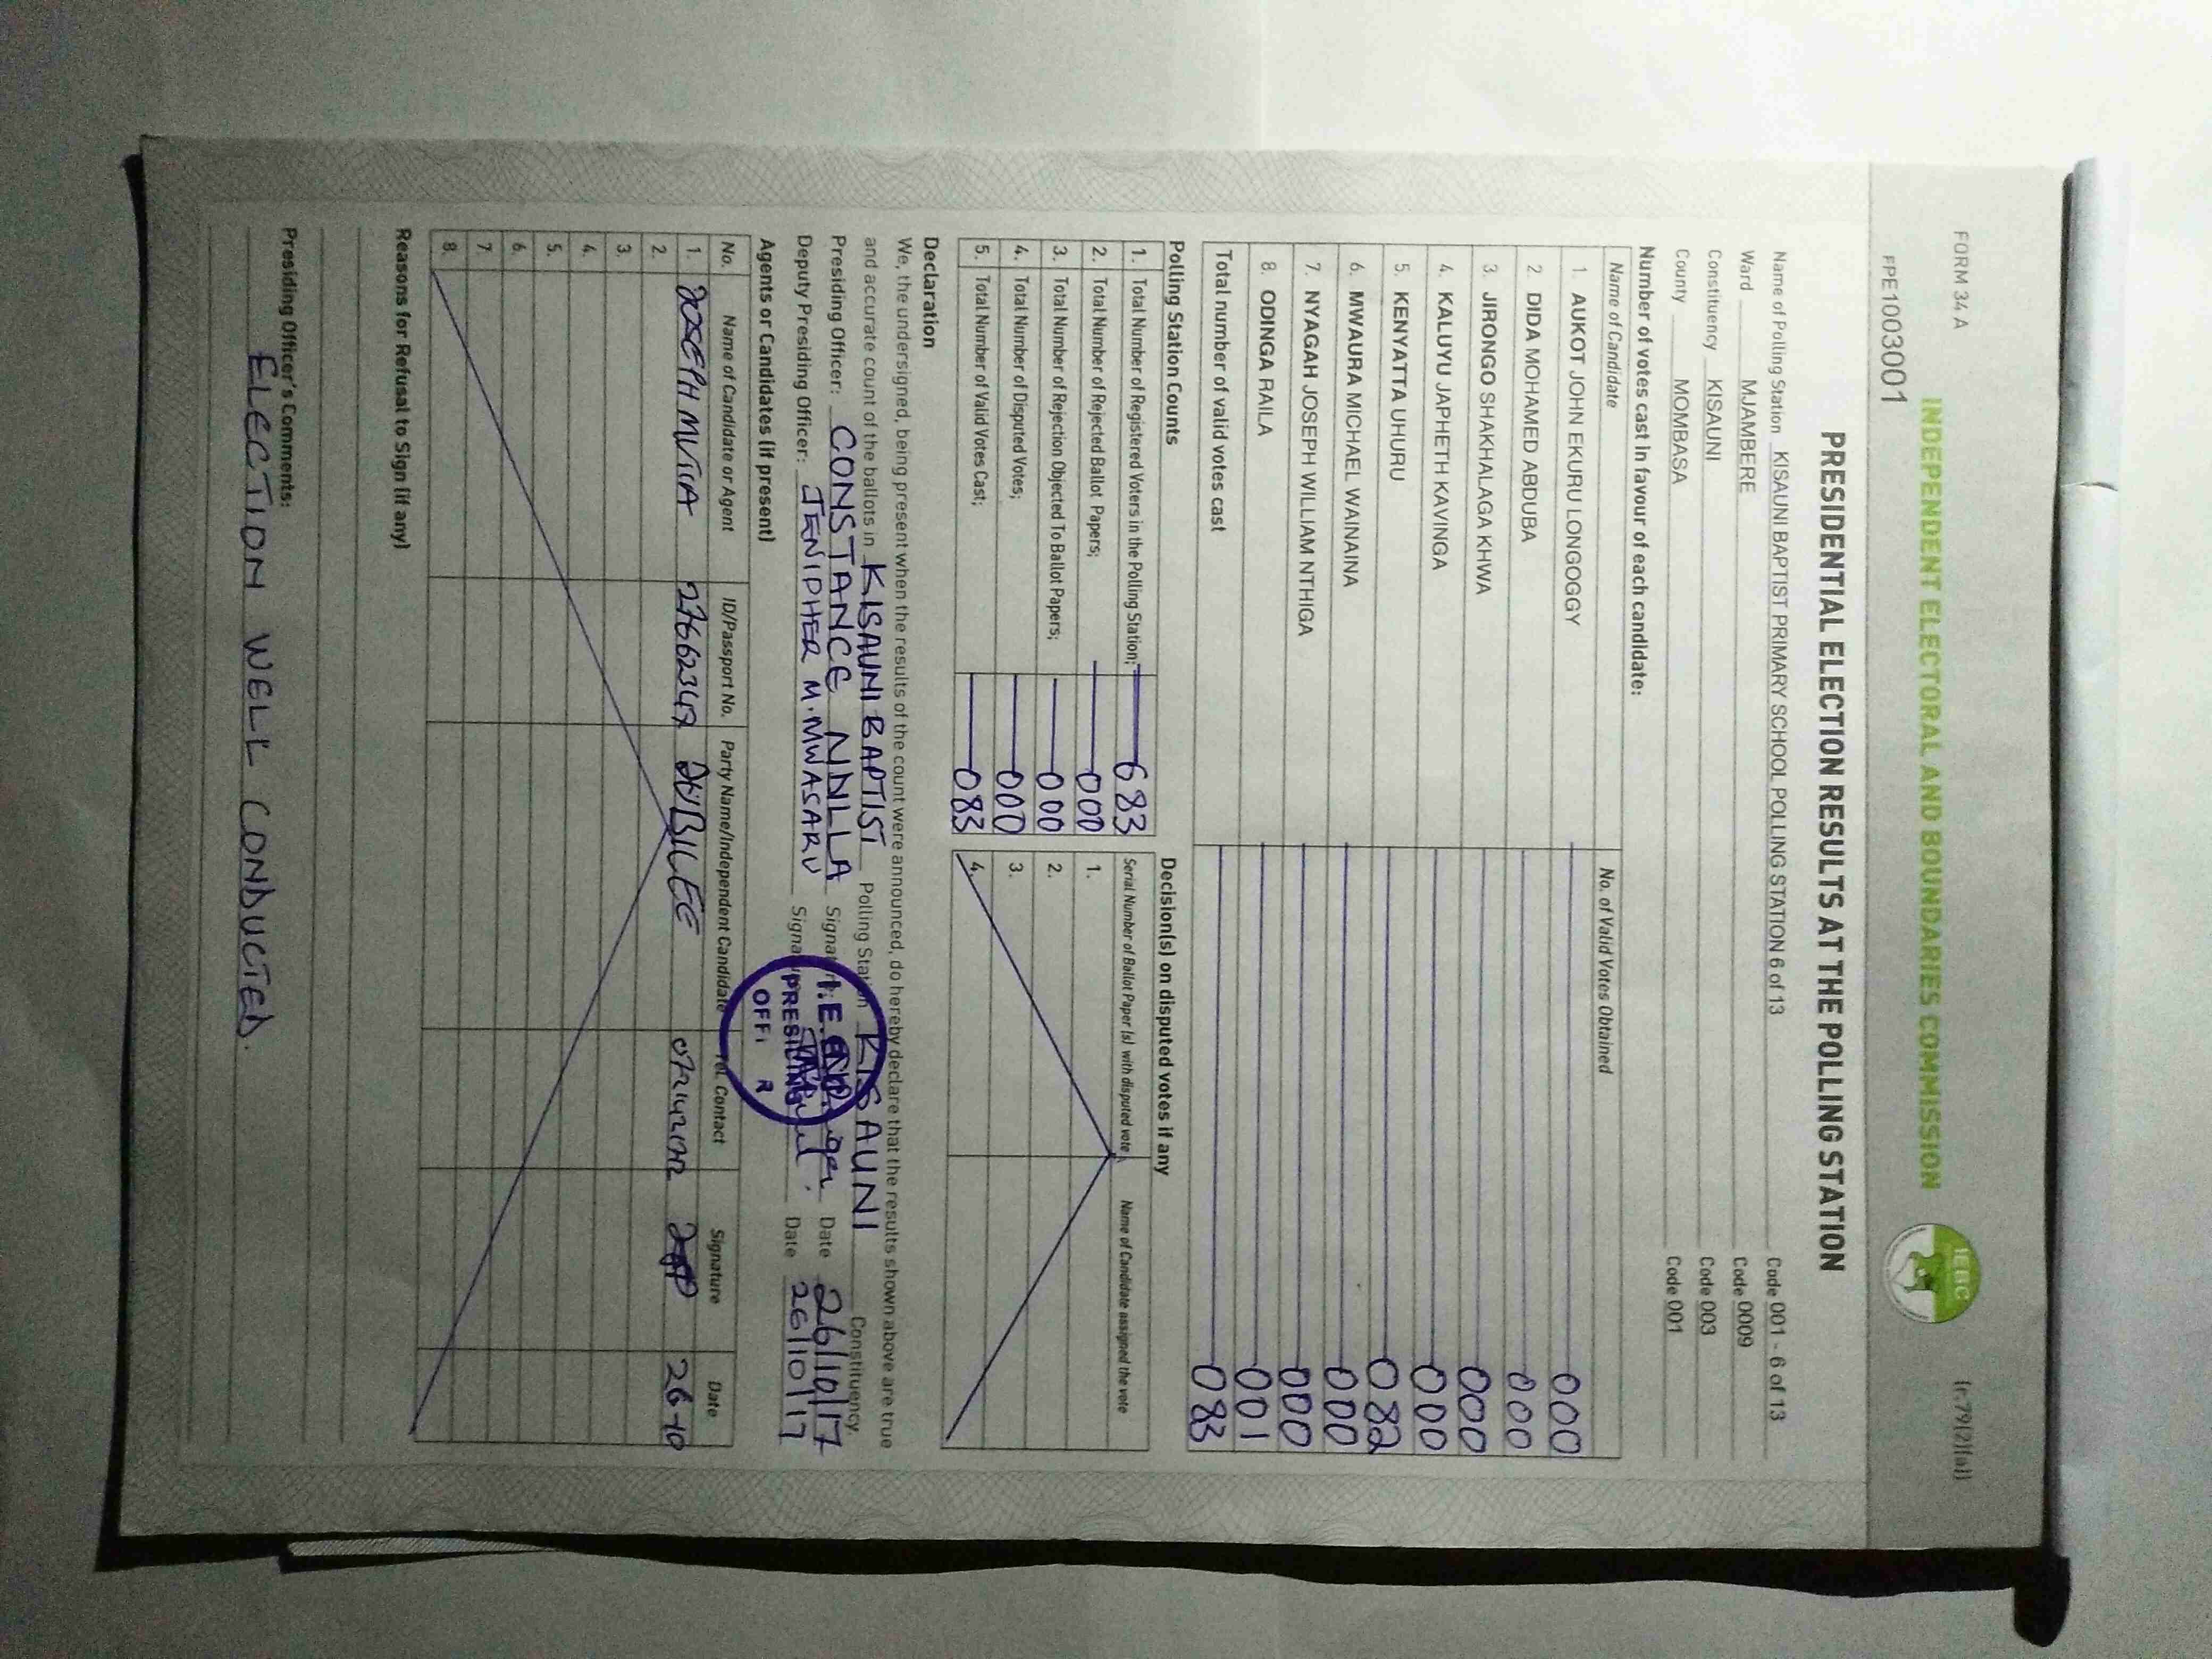 FORM 34 A
(r.79(2)(a))
INDEPENDENT ELECTORAL AND BOUNDARIES COMMISSION
IEBC
FPE1003001
PRESIDENTIAL ELECTION RESULTS AT THE POLLING STATION
Name of Polling Station KISAUNI BAPTIST PRIMARY SCHOOL POLLING STATION 6 of 13 Code 001 - 6 of 13
Ward MJAMBERE Code 0009
Constituency KISAUNI Code 003
County MOMBASA Code 001
Number of votes cast in favour of each candidate:
Name of Candidate No. of Valid Votes Obtained
1. AUKOT JOHN EKURU LONGOGGY 000
2. DIDA MOHAMED ABDUBA 000
3. JIRONGO SHAKHALAGA KHWA 000
4. KALUYU JAPHETH KAVINGA 000
5. KENYATTA UHURU 082
6. MWAURA MICHAEL WAINAINA 000
7. NYAGAH JOSEPH WILLIAM NTHIGA 000
8. ODINGA RAILA 001
Total number of valid votes cast 083
Polling Station Counts
1. Total Number of Registered Voters in the Polling Station; 683
2. Total Number of Rejected Ballot Papers; 000
3. Total Number of Rejection Objected To Ballot Papers; 000
4. Total Number of Disputed Votes; 000
5. Total Number of Valid Votes Cast; 083
Decision(s) on disputed votes if any
Serial Number of Ballot Paper (s) with disputed vote Name of Candidate assigned the vote
1.
2.
3.
4.
Declaration
We, the undersigned, being present when the results of the count were announced, do hereby declare that the results shown above are true
and accurate count of the ballots in KISAUNI BAPTIST Polling Station KISAUNI Constituency
Presiding Officer: CONSTANCE Signature Date 26/10/17
Deputy Presiding Officer: JENIPHER M. MWASARU Signature Date 26/10/17
I.E.
PRESIDING
Agents or Candidates (if present)
No. Name of Candidate or Agent ID/Passport No. Party Name/Independent Candidate Tel. Contact Signature Date
1. JOSEPH MUTIA JUBILEE 26-10
2.
3.
4.
5.
6.
7.
8.
Reasons for Refusal to Sign (if any)
Presiding Officer's Comments:
ELECTION WELL CONDUCTED.